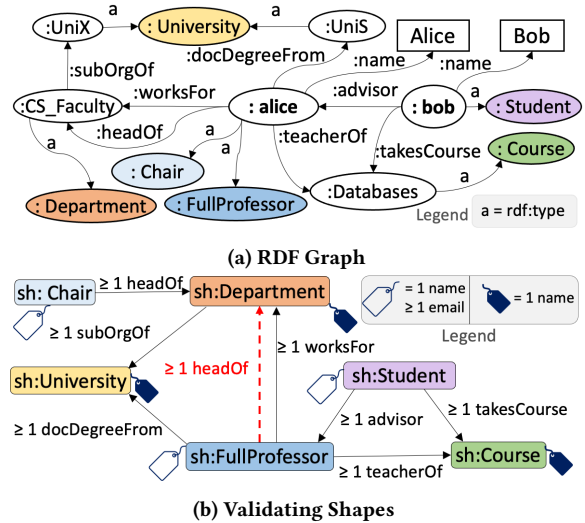 :UniX
a
: University
a
:UniS
Alice
Bob
:docDegreeFrom
:name
:name
:subOrgOf
:CS_Faculty
:worksFor
: alice
:advisor
: bob
a
: Student
:headOf
a
a
a
:teacherOf
:takesCourse
: Course
: Chair
a
: Department
: FullProfessor
:Databases
Legend
a = rdf:type
(a) RDF Graph
sh: Chair
≥ 1 headOf
sh:Department
= 1 name
≥ 1 email
= 1 name
Legend
≥ 1 subOrgOf
≥ 1 headOf
≥ 1 worksFor
sh:University
sh:Student
≥ 1 docDegreeFrom
≥ 1 advisor
≥ 1 takesCourse
sh:FullProfessor
≥ 1 teacherOf
sh:Course
(b) Validating Shapes